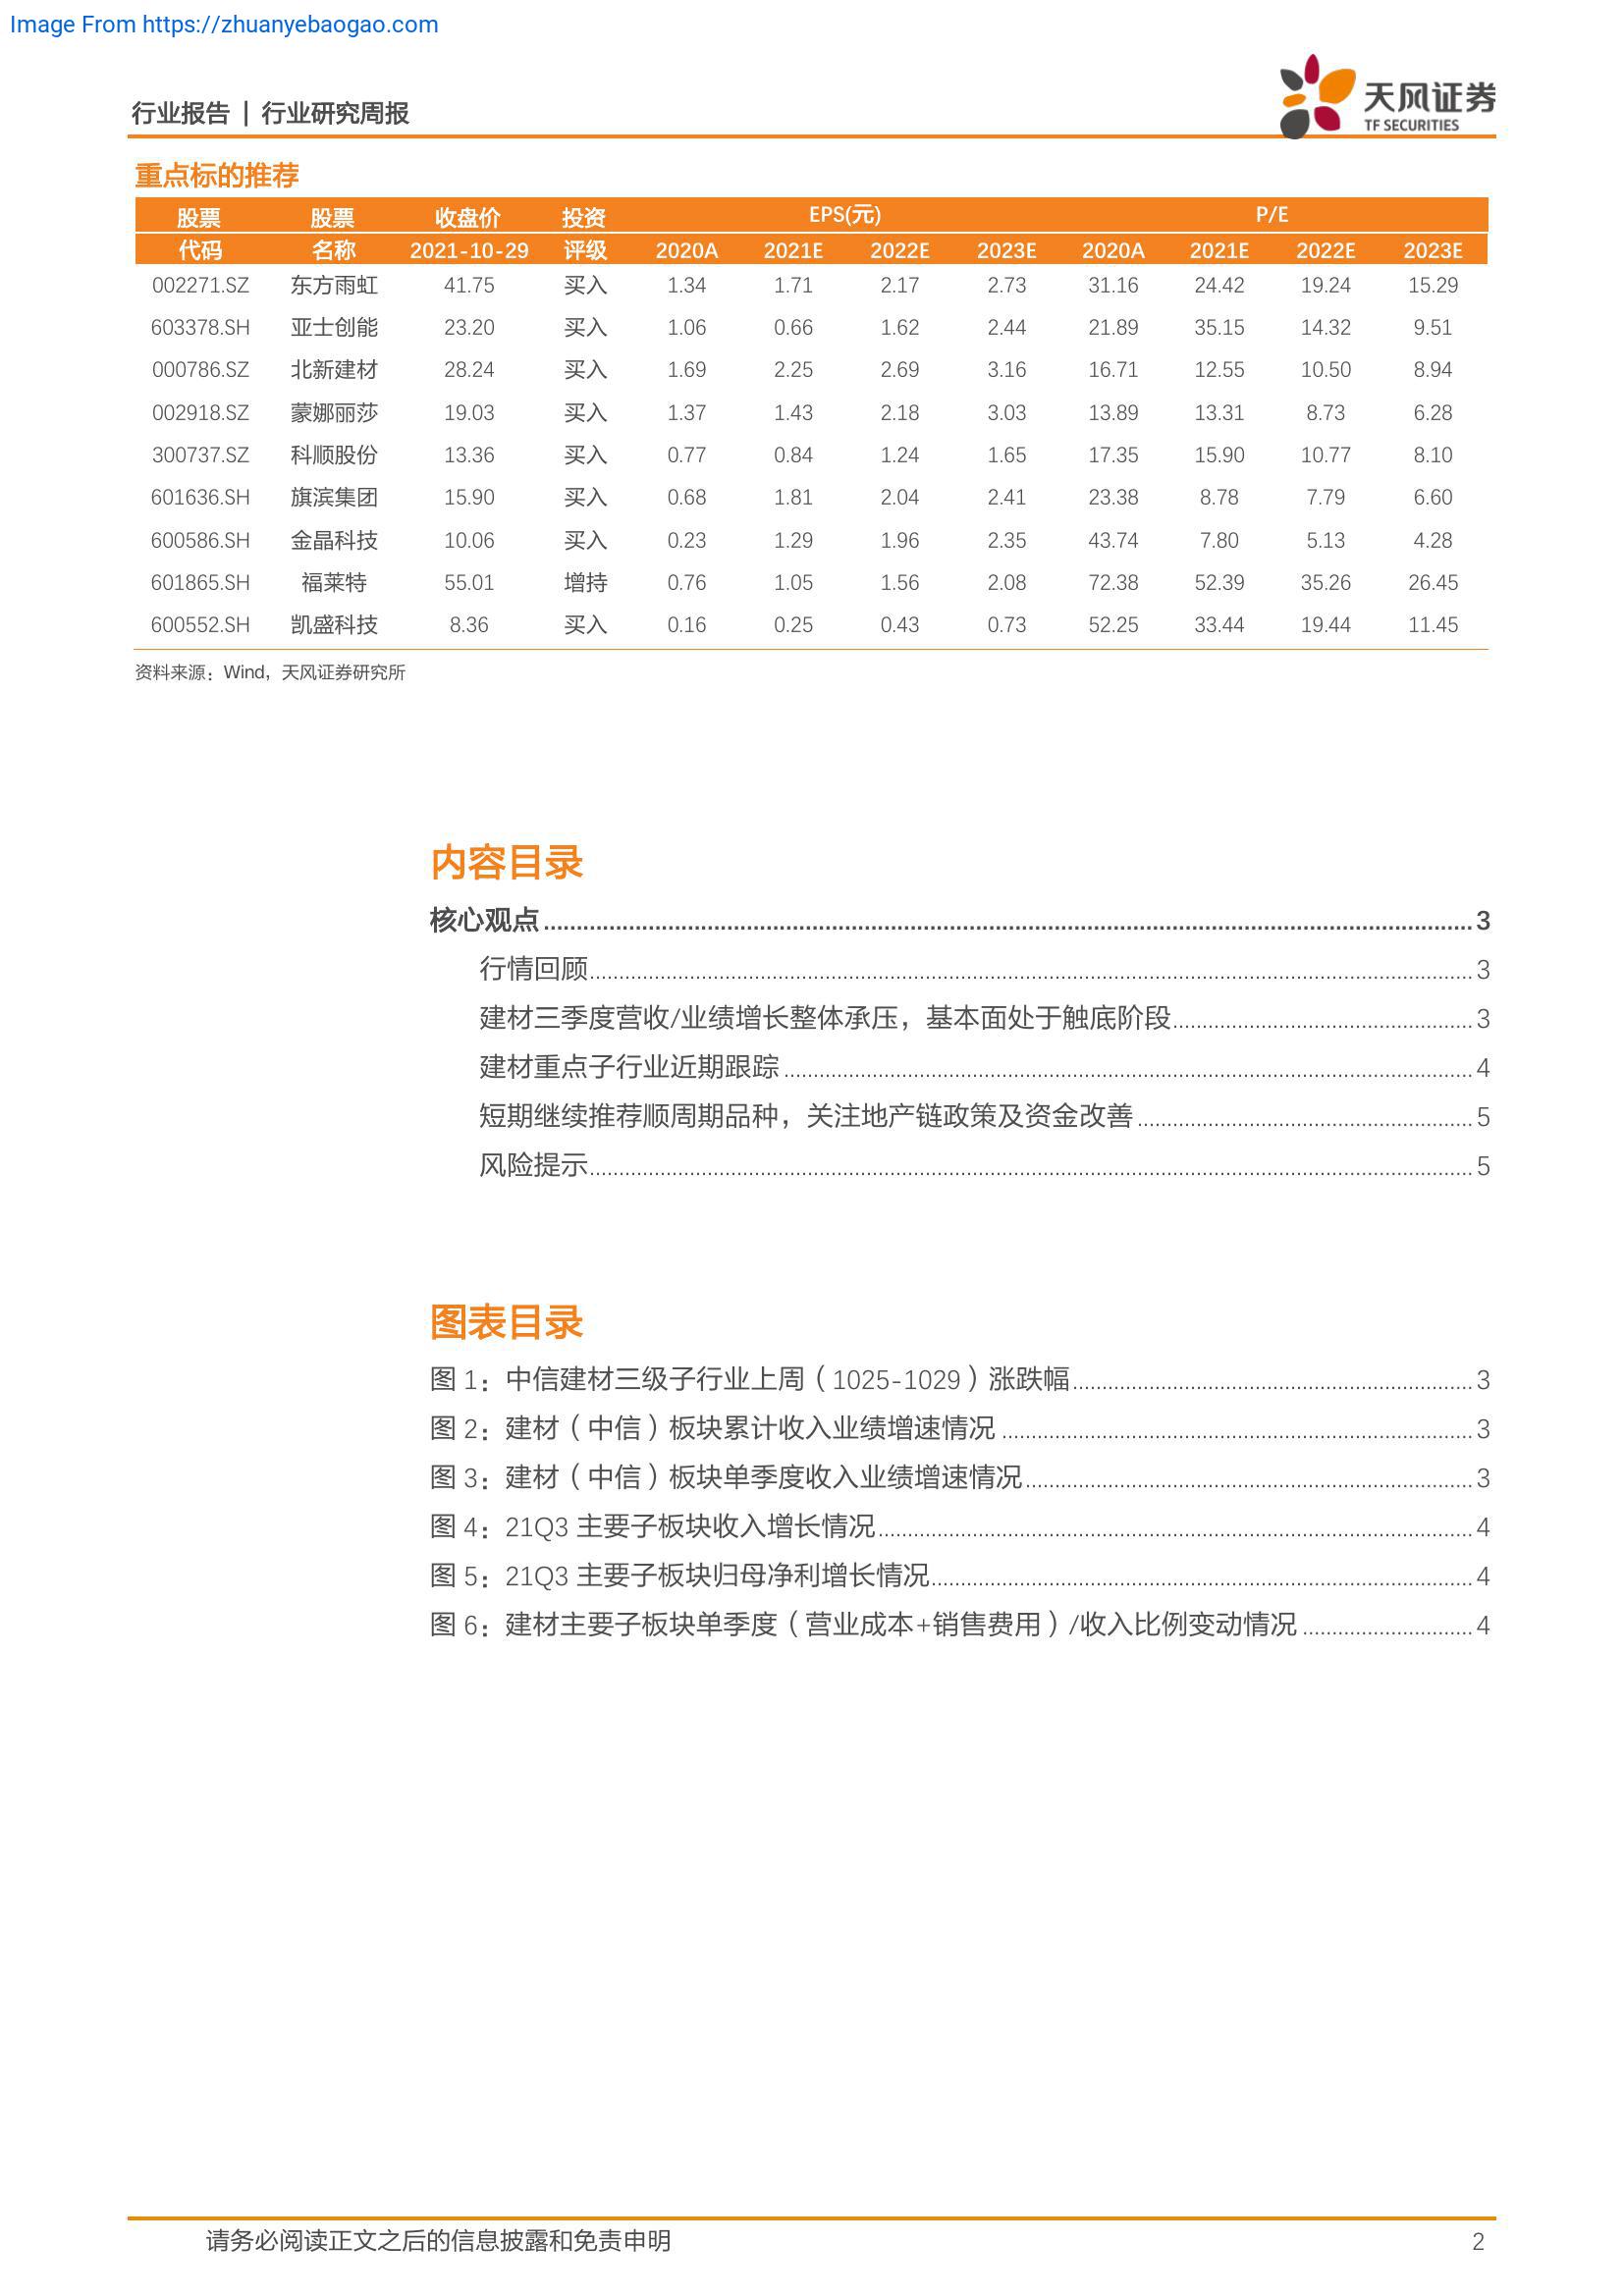 Image From https://zhuanyebaogao.com
行业报告 | 行业研究周报
天风证券
TF SECURITIES
重点标的推荐
股票 股票 收盘价 投资 EPS(元) P/E
代码 名称 2021-10-29 评级 2020A 2021E 2022E 2023E 2020A 2021E 2022E 2023E
002271.SZ 东方雨虹 41.75 买入 1.34 1.71 2.17 2.73 31.16 24.42 19.24 15.29
603378.SH 亚士创能 23.20 买入 1.06 0.66 1.62 2.44 21.89 35.15 14.32 9.51
000786.SZ 北新建材 28.24 买入 1.69 2.25 2.69 3.16 16.71 12.55 10.50 8.94
002918.SZ 蒙娜丽莎 19.03 买入 1.37 1.43 2.18 3.03 13.89 13.31 8.73 6.28
300737.SZ 科顺股份 13.36 买入 0.77 0.84 1.24 1.65 17.35 15.90 10.77 8.10
601636.SH 旗滨集团 15.90 买入 0.68 1.81 2.04 2.41 23.38 8.78 7.79 6.60
600586.SH 金晶科技 10.06 买入 0.23 1.29 1.96 2.35 43.74 7.80 5.13 4.28
601865.SH 福莱特 55.01 增持 0.76 1.05 1.56 2.08 72.38 52.39 35.26 26.45
600552.SH 凯盛科技 8.36 买入 0.16 0.25 0.43 0.73 52.25 33.44 19.44 11.45
资料来源：Wind，天风证券研究所
内容目录
核心观点 3
行情回顾 3
建材三季度营收/业绩增长整体承压，基本面处于触底阶段 3
建材重点子行业近期跟踪 4
短期继续推荐顺周期品种，关注地产链政策及资金改善 5
风险提示 5
图表目录
图 1：中信建材三级子行业上周（1025-1029）涨跌幅 3
图 2：建材（中信）板块累计收入业绩增速情况 3
图 3：建材（中信）板块单季度收入业绩增速情况 3
图 4：21Q3 主要子板块收入增长情况 4
图 5：21Q3 主要子板块归母净利增长情况 4
图 6：建材主要子板块单季度（营业成本+销售费用）/收入比例变动情况 4
请务必阅读正文之后的信息披露和免责申明 2